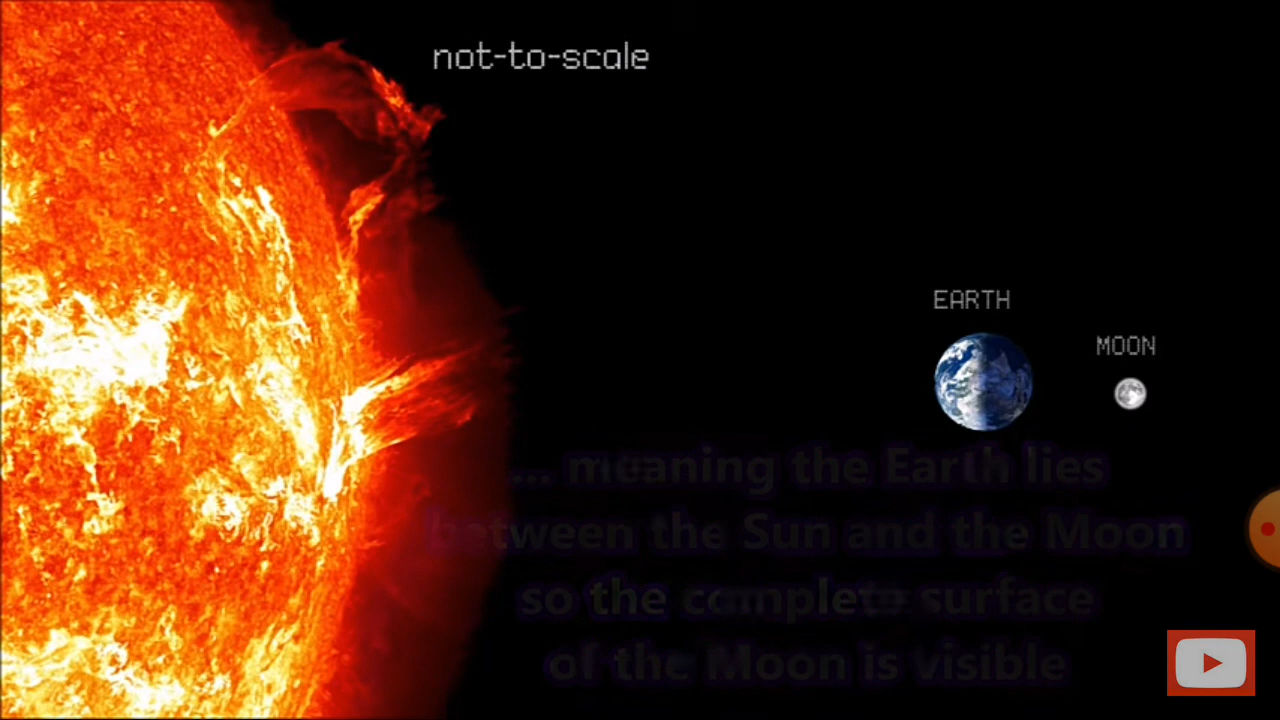 not-to-scale
EARTH
MOON
... meaning the Earth lies
between the Sun and the Moon
so the complete surface
of the Moon is visible